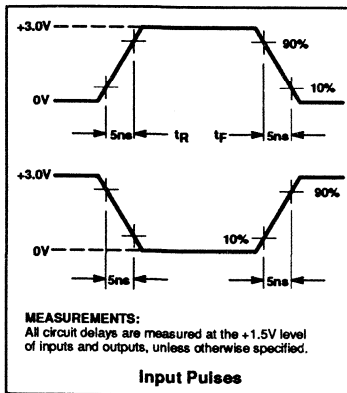 +3.0V
90%
10%
0V
5ns tR tF 5ns
+3.0V
90%
10%
0V
5ns 5ns
MEASUREMENTS:
All circuit delays are measured at the +1.5V level
of inputs and outputs, unless otherwise specified.
Input Pulses